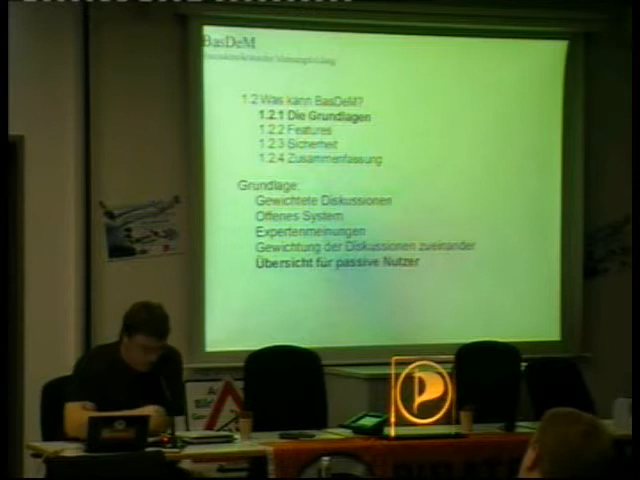 BasDeM
1.2 Was kann BasDeM?
1.2.1 Die Grundlagen
1.2.2 Features
1.2.3 Sicherheit
1.2.4 Zusammenfassung
Grundlage:
Gewichtete Diskussionen
Offenes System
Expertenmeinungen
Gewichtung der Diskussionen zueinander
Übersicht für passive Nutzer